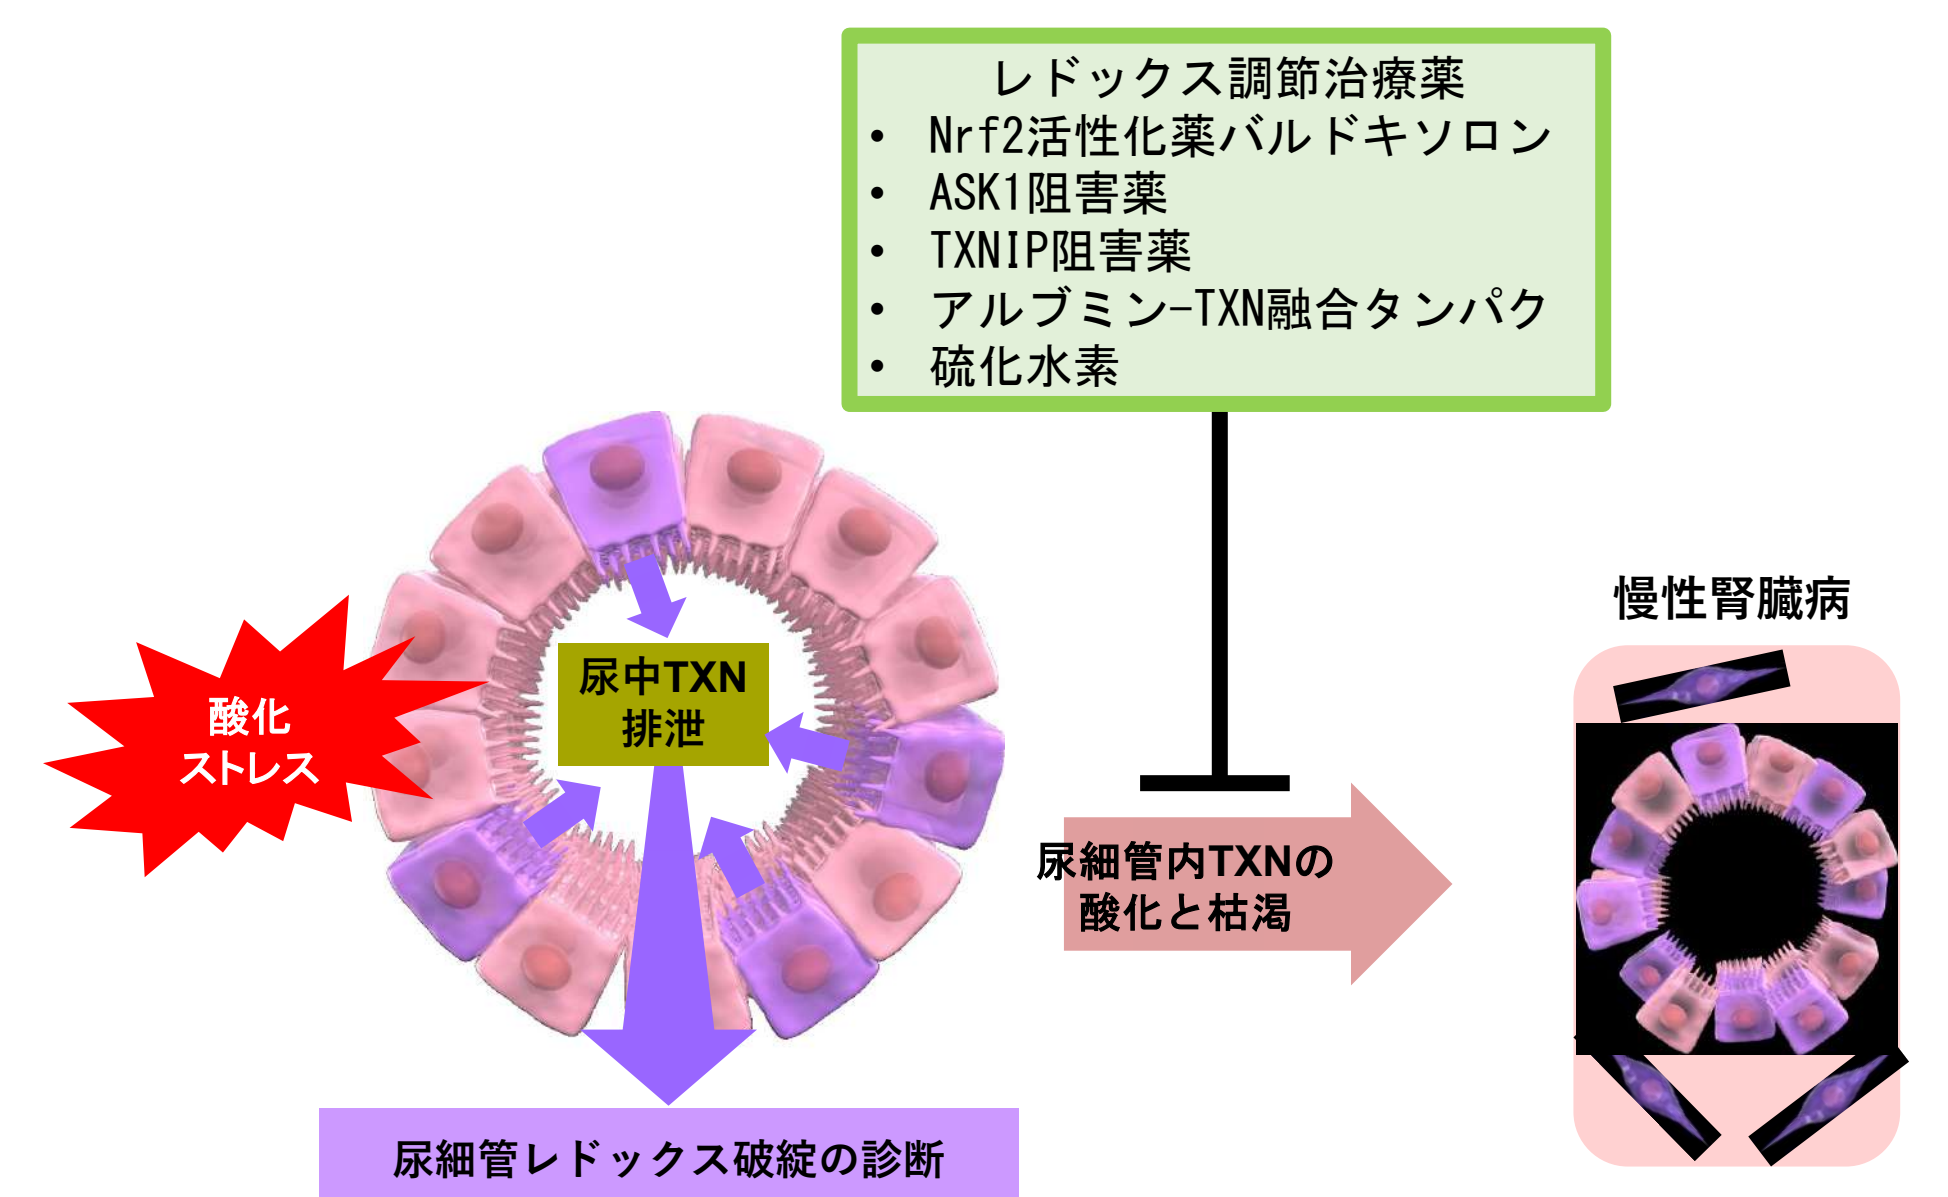 レドックス調節治療薬
• Nrf2活性化薬バルドキソロン
• ASK1阻害薬
• TXNIP阻害薬
• アルブミン-TXN融合タンパク
• 硫化水素
慢性腎臓病
尿中TXN
排泄
酸化
ストレス
尿細管内TXNの
酸化と枯渇
尿細管レドックス破綻の診断